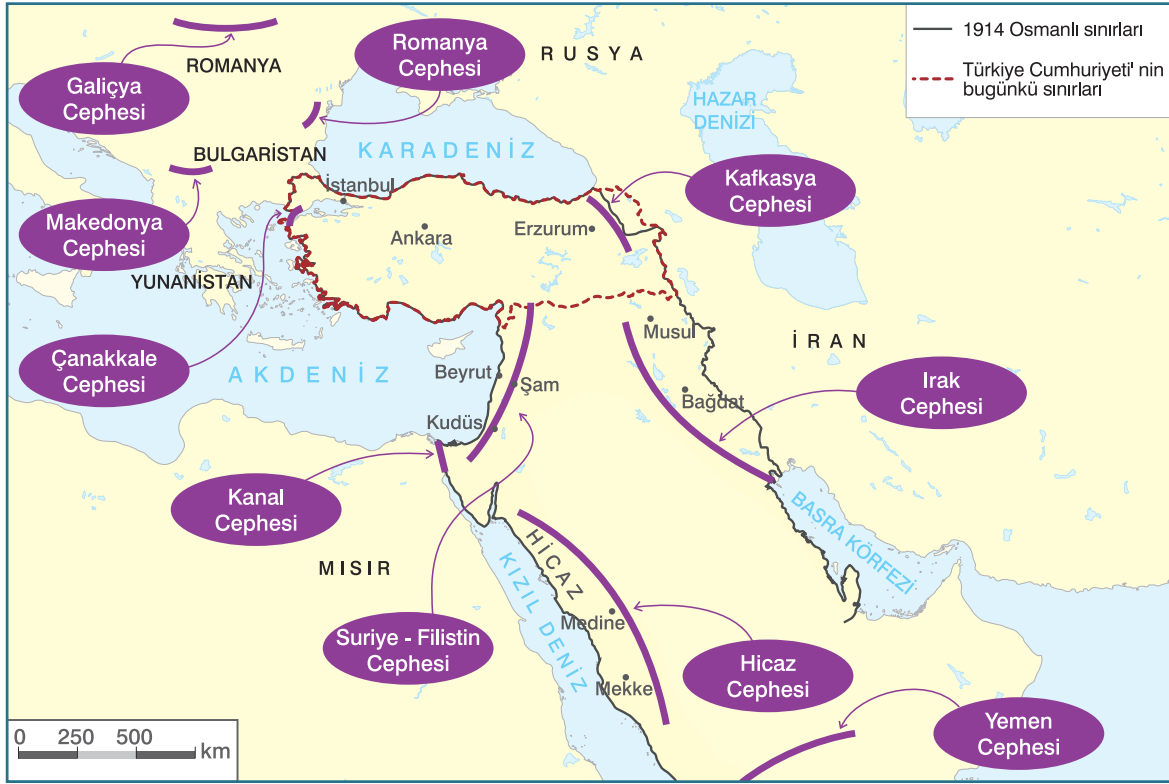 1914 Osmanlı sınırları
Türkiye Cumhuriyeti' nin
bugünkü sınırları
Galiçya
Cephesi
ROMANYA
Romanya
Cephesi
RUSYA
HAZAR
DENİZİ
BULGARİSTAN
KARADENİZ
Makedonya
Cephesi
İstanbul
Kafkasya
Cephesi
Ankara
Erzurum
YUNANİSTAN
Çanakkale
Cephesi
AKDENİZ
Musul
İRAN
Beyrut
Şam
Bağdat
Irak
Cephesi
Kudüs
Kanal
Cephesi
BASRA KÖRFEZİ
MISIR
HİCAZ
KIZIL DENİZ
Medine
Suriye - Filistin
Cephesi
Hicaz
Cephesi
Mekke
Yemen
Cephesi
0 250 500
km